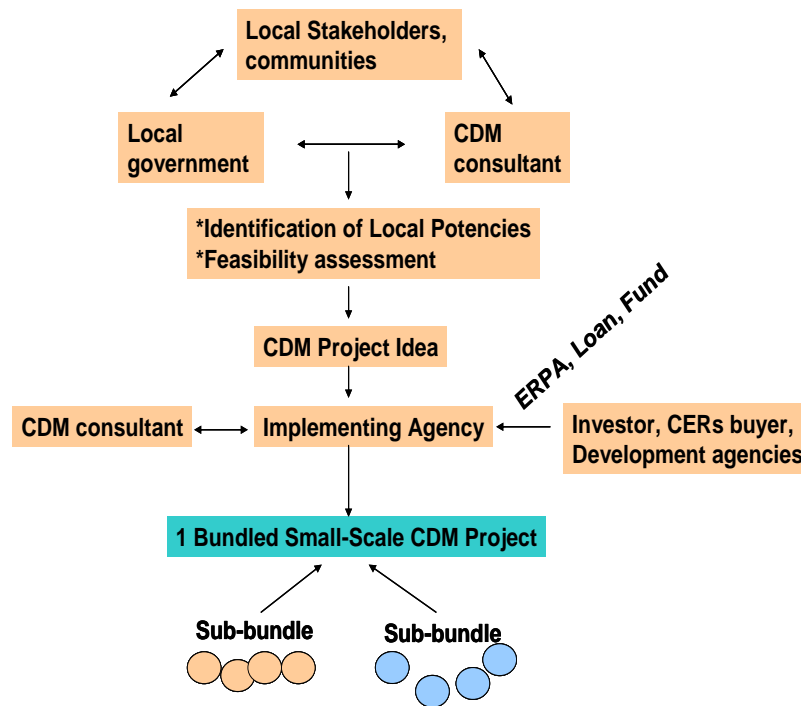 Local Stakeholders,
communities
Local
government
CDM
consultant
*Identification of Local Potencies
*Feasibility assessment
CDM Project Idea
ERPA, Loan, Fund
CDM consultant
Implementing Agency
Investor, CERs buyer,
Development agencies
1 Bundled Small-Scale CDM Project
Sub-bundle
Sub-bundle